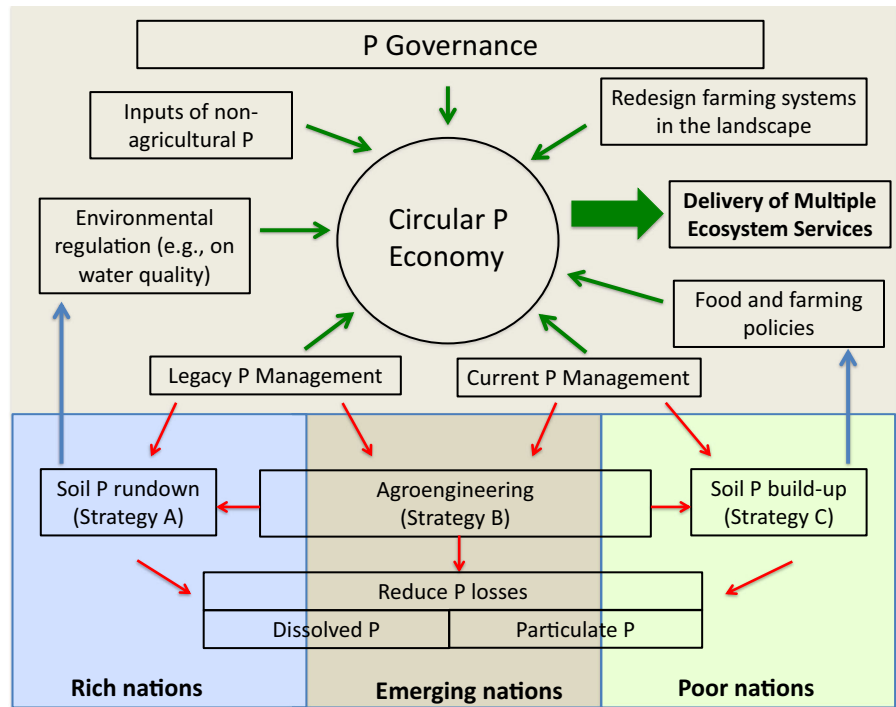 P Governance
Inputs of non-
agricultural P
Redesign farming systems
in the landscape
Environmental
regulation (e.g., on
water quality)
Circular P
Economy
Delivery of Multiple
Ecosystem Services
Food and farming
policies
Legacy P Management
Current P Management
Soil P rundown
(Strategy A)
Agroengineering
(Strategy B)
Soil P build-up
(Strategy C)
Reduce P losses
Dissolved P
Particulate P
Rich nations
Emerging nations
Poor nations